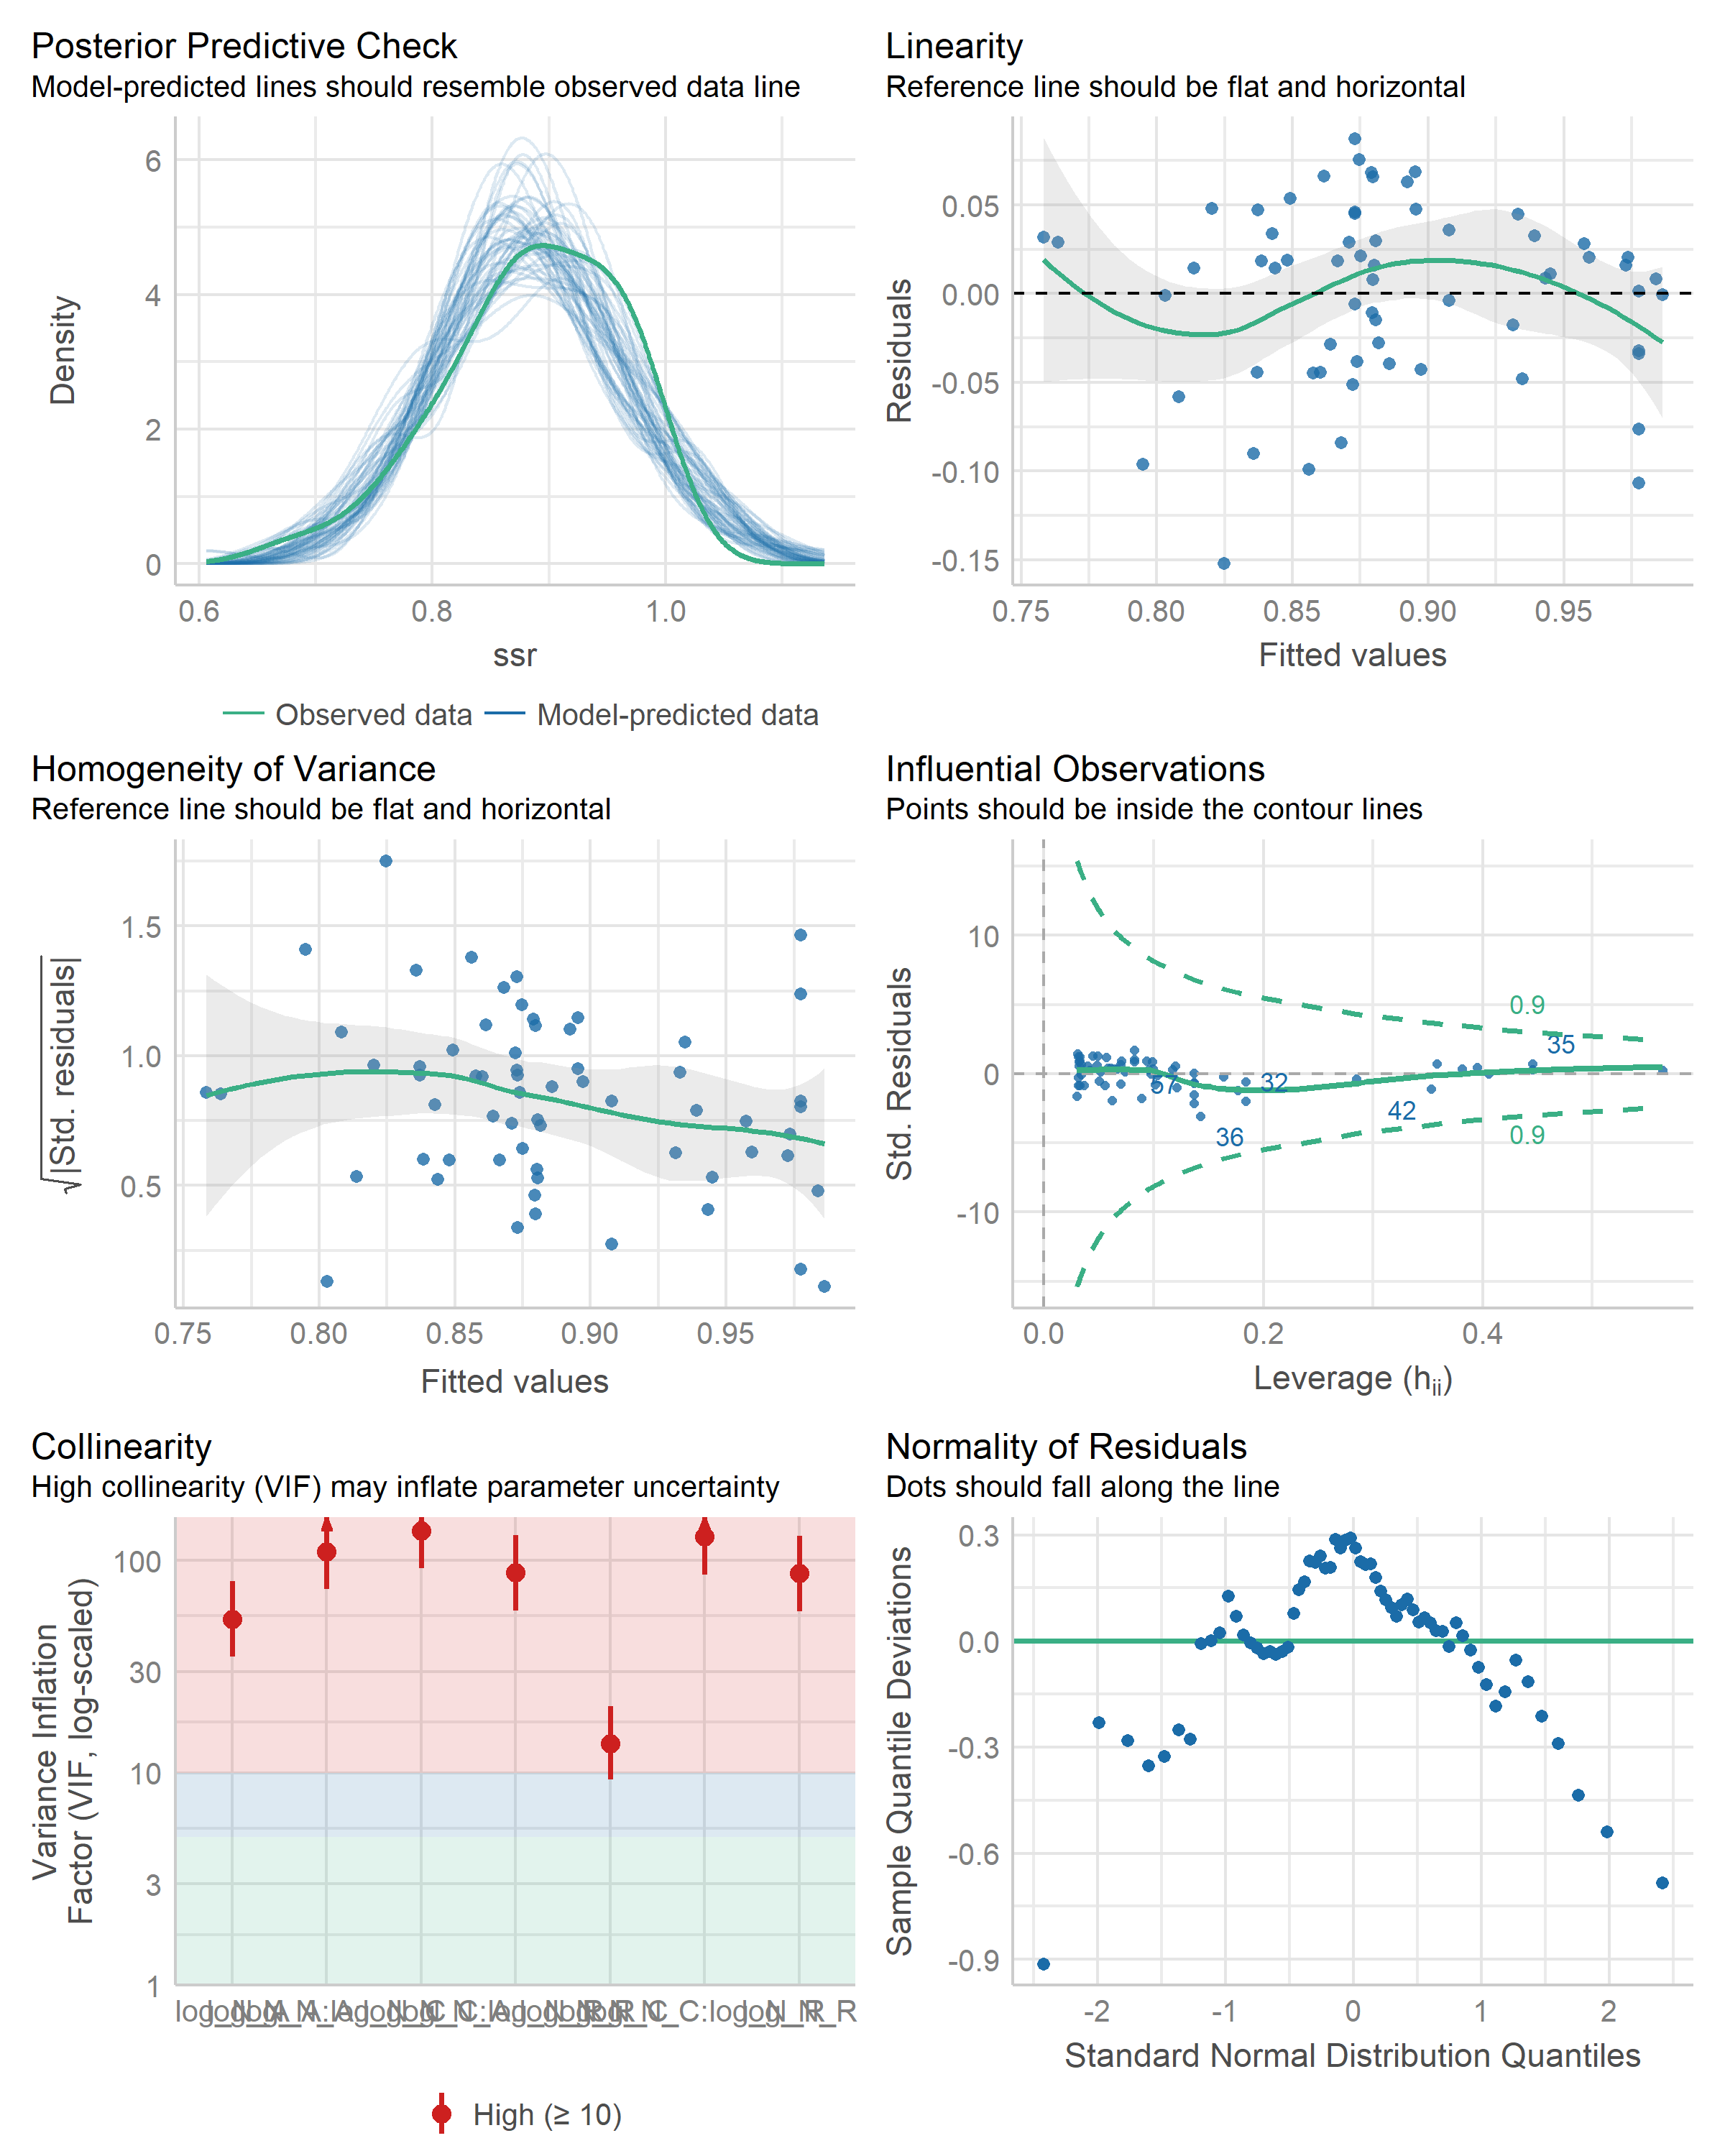 Posterior Predictive Check
Model-predicted lines should resemble observed data line
Density
6
4
2
0
0.6
0.8
1.0
ssr
Observed data
Model-predicted data
Linearity
Reference line should be flat and horizontal
Residuals
0.05
0.00
-0.05
-0.10
-0.15
0.75
0.80
0.85
0.90
0.95
Fitted values
Homogeneity of Variance
Reference line should be flat and horizontal
√|Std. residuals|
1.5
1.0
0.5
0.75
0.80
0.85
0.90
0.95
Fitted values
Influential Observations
Points should be inside the contour lines
Std. Residuals
10
0
-10
0.9
35
57
32
42
36
0.9
0.0
0.2
0.4
Leverage (hii)
Collinearity
High collinearity (VIF) may inflate parameter uncertainty
Variance Inflation
Factor (VIF, log-scaled)
100
30
10
3
1
High (≥ 10)
Normality of Residuals
Dots should fall along the line
Sample Quantile Deviations
0.3
0.0
-0.3
-0.6
-0.9
-2
-1
0
1
2
Standard Normal Distribution Quantiles